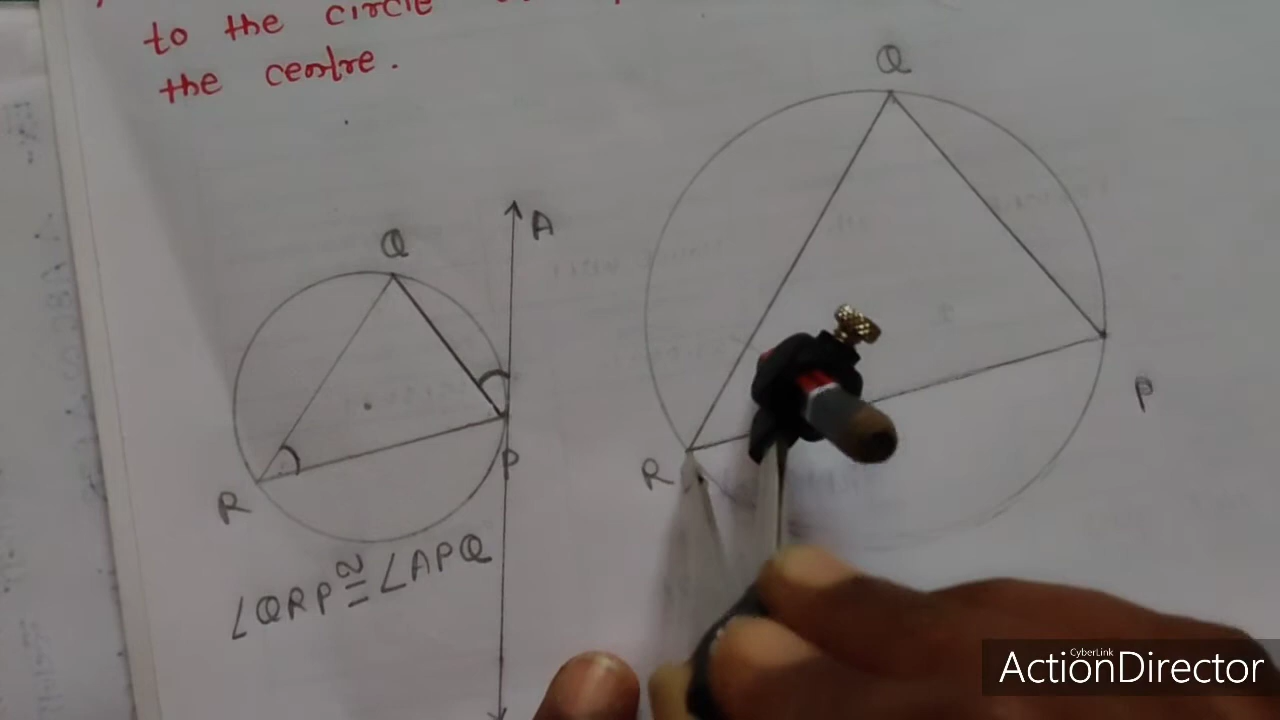 to the circle
the centre.
Q
A
R
P
∠QRP ≅ ∠APQ
Q
R
P
CyberLink
ActionDirector